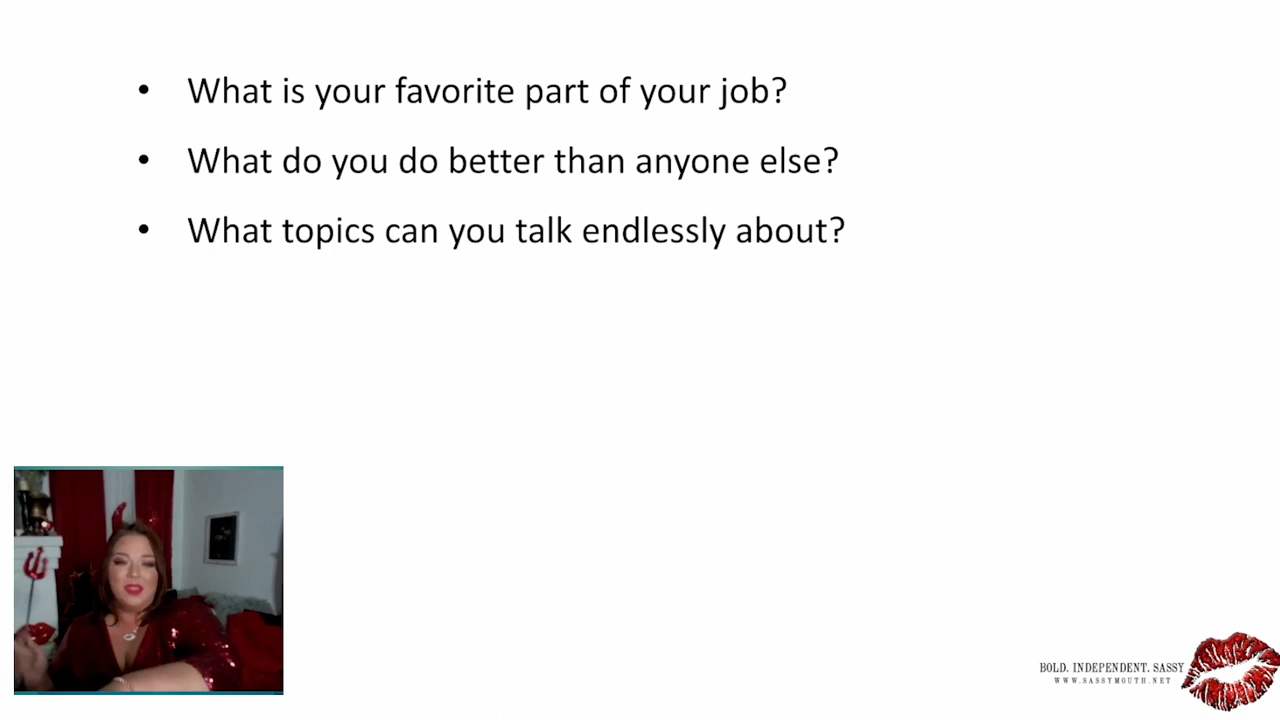 • What is your favorite part of your job?
• What do you do better than anyone else?
• What topics can you talk endlessly about?
BOLD. INDEPENDENT. SASSY
WWW.SASSYMOUTH.NET